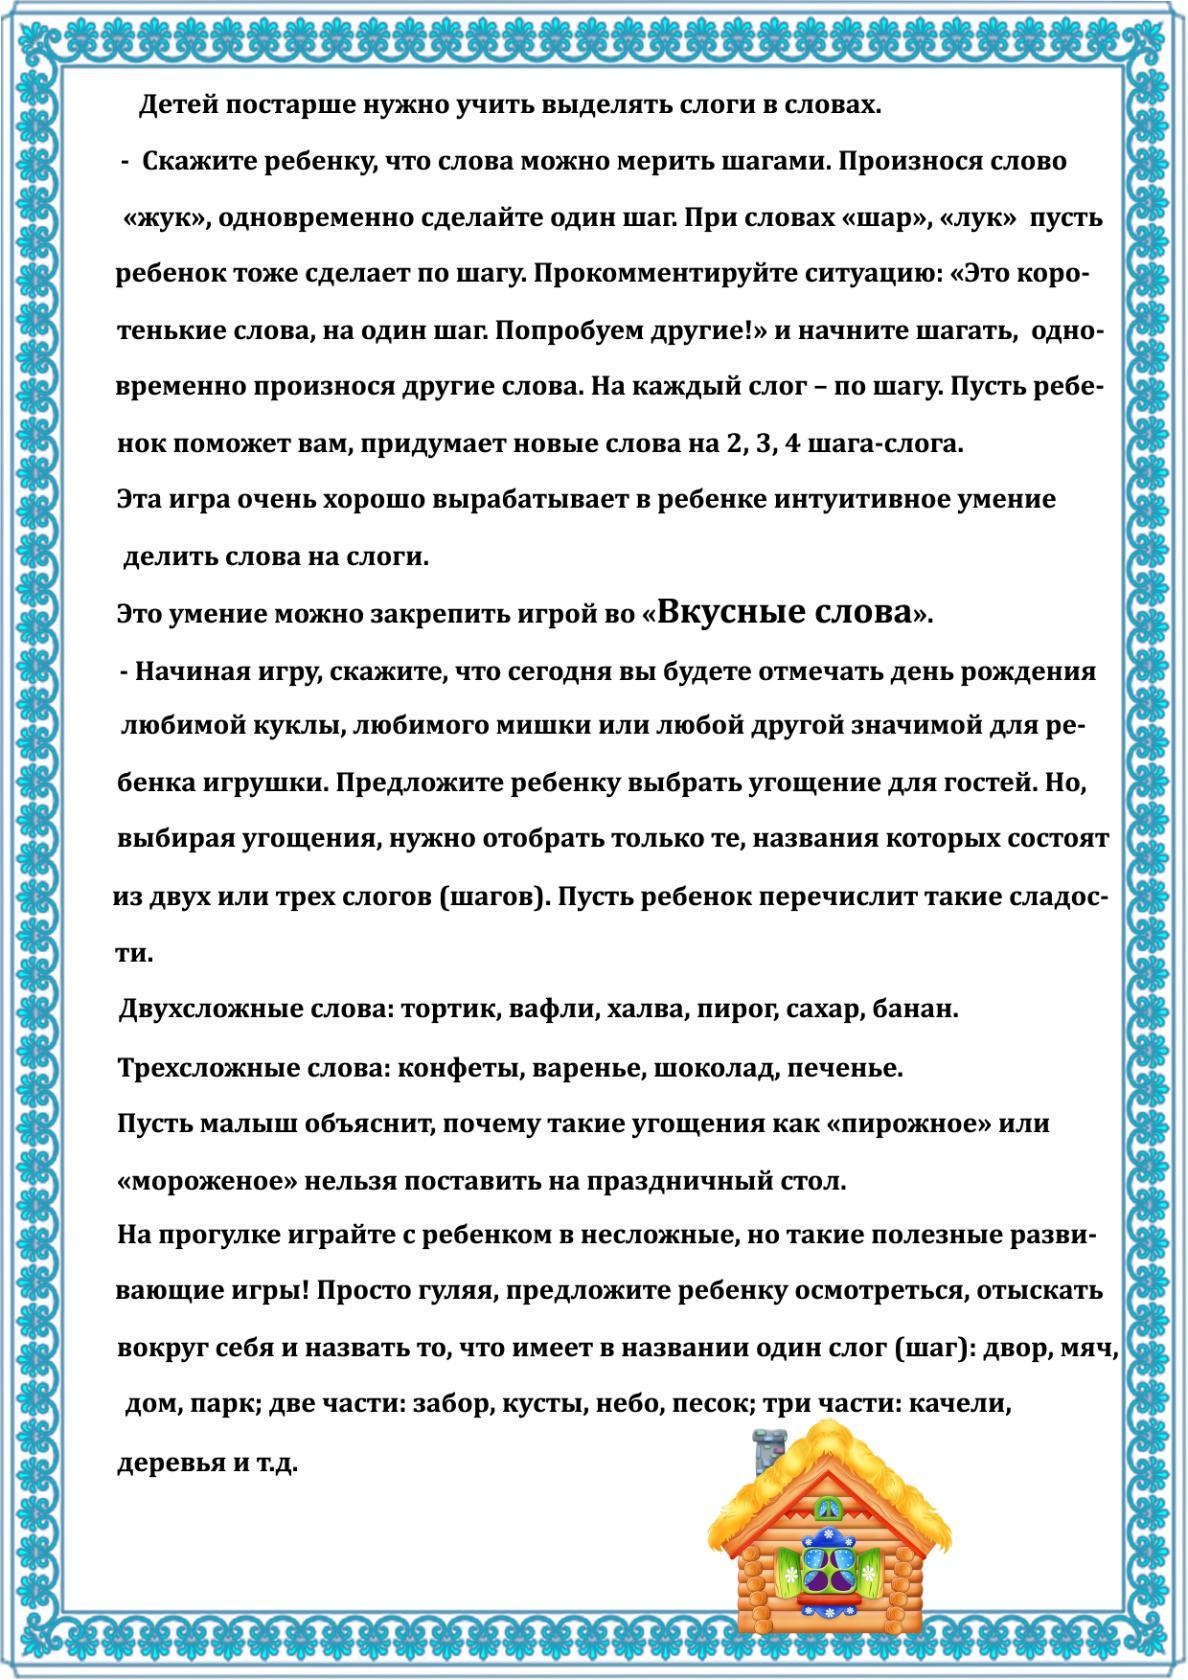 Детей постарше нужно учить выделять слоги в словах.
- Скажите ребенку, что слова можно мерить шагами. Произнося слово
«жук», одновременно сделайте один шаг. При словах «шар», «лук» пусть
ребенок тоже сделает по шагу. Прокомментируйте ситуацию: «Это коро-
тенькие слова, на один шаг. Попробуем другие!» и начните шагать, одно-
временно произнося другие слова. На каждый слог – по шагу. Пусть ребе-
нок поможет вам, придумает новые слова на 2, 3, 4 шага-слога.
Эта игра очень хорошо вырабатывает в ребенке интуитивное умение
делить слова на слоги.
Это умение можно закрепить игрой во «Вкусные слова».
- Начиная игру, скажите, что сегодня вы будете отмечать день рождения
любимой куклы, любимого мишки или любой другой значимой для ре-
бенка игрушки. Предложите ребенку выбрать угощение для гостей. Но,
выбирая угощения, нужно отобрать только те, названия которых состоят
из двух или трех слогов (шагов). Пусть ребенок перечислит такие сладос-
ти.
Двухсложные слова: тортик, вафли, халва, пирог, сахар, банан.
Трехсложные слова: конфеты, варенье, шоколад, печенье.
Пусть малыш объяснит, почему такие угощения как «пирожное» или
«мороженое» нельзя поставить на праздничный стол.
На прогулке играйте с ребенком в несложные, но такие полезные разви-
вающие игры! Просто гуляя, предложите ребенку осмотреться, отыскать
вокруг себя и назвать то, что имеет в названии один слог (шаг): двор, мяч,
дом, парк; две части: забор, кусты, небо, песок; три части: качели,
деревья и т.д.